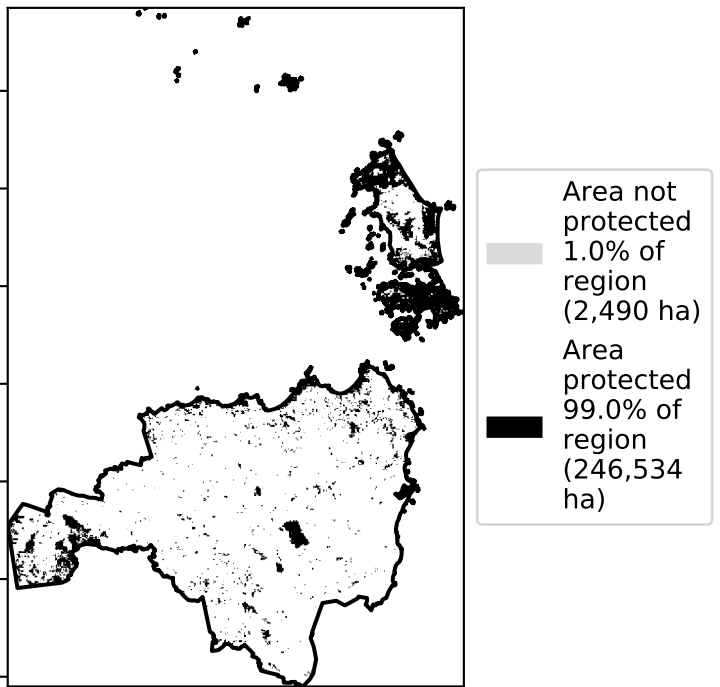 Area not
protected
1.0% of
region
(2,490 ha)
Area
protected
99.0% of
region
(246,534
ha)